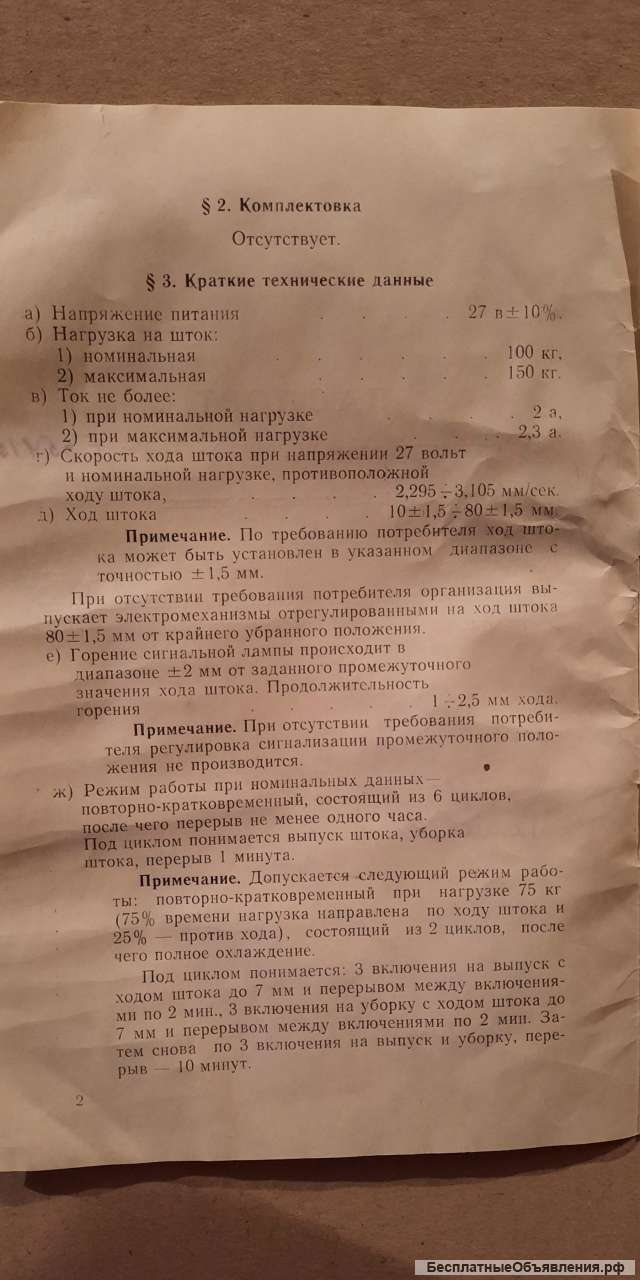 § 2. Комплектовка
Отсутствует.
§ 3. Краткие технические данные
а) Напряжение питания . . . . 27 в±10%.
б) Нагрузка на шток:
1) номинальная . . . . . 100 кг,
2) максимальная . . . . . 150 кг.
в) Ток не более:
1) при номинальной нагрузке . . . . 2 а,
2) при максимальной нагрузке . . . . 2,3 а.
г) Скорость хода штока при напряжении 27 вольт
и номинальной нагрузке, противоположной
ходу штока, . . . . 2,295÷3,105 мм/сек.
д) Ход штока . . . . 10±1,5÷80±1,5 мм.
Примечание. По требованию потребителя ход што-
ка может быть установлен в указанном диапазоне с
точностью ±1,5 мм.
При отсутствии требования потребителя организация вы-
пускает электромеханизмы отрегулированными на ход штока
80±1,5 мм от крайнего убранного положения.
е) Горение сигнальной лампы происходит в
диапазоне ±2 мм от заданного промежуточного
значения хода штока. Продолжительность
горения . . . . . 1÷2,5 мм хода.
Примечание. При отсутствии требования потреби-
теля регулировка сигнализации промежуточного поло-
жения не производится.
ж) Режим работы при номинальных данных—
повторно-кратковременный, состоящий из 6 циклов,
после чего перерыв не менее одного часа.
Под циклом понимается выпуск штока, уборка
штока, перерыв 1 минута.
Примечание. Допускается следующий режим рабо-
ты: повторно-кратковременный при нагрузке 75 кг
(75% времени нагрузка направлена по ходу штока и
25% — против хода), состоящий из 2 циклов, после
чего полное охлаждение.
Под циклом понимается: 3 включения на выпуск с
ходом штока до 7 мм и перерывом между включения-
ми по 2 мин., 3 включения на уборку с ходом штока до
7 мм и перерывом между включениями по 2 мин. За-
тем снова по 3 включения на выпуск и уборку, пере-
рыв — 10 минут.
2
БесплатныеОбъявления.рф